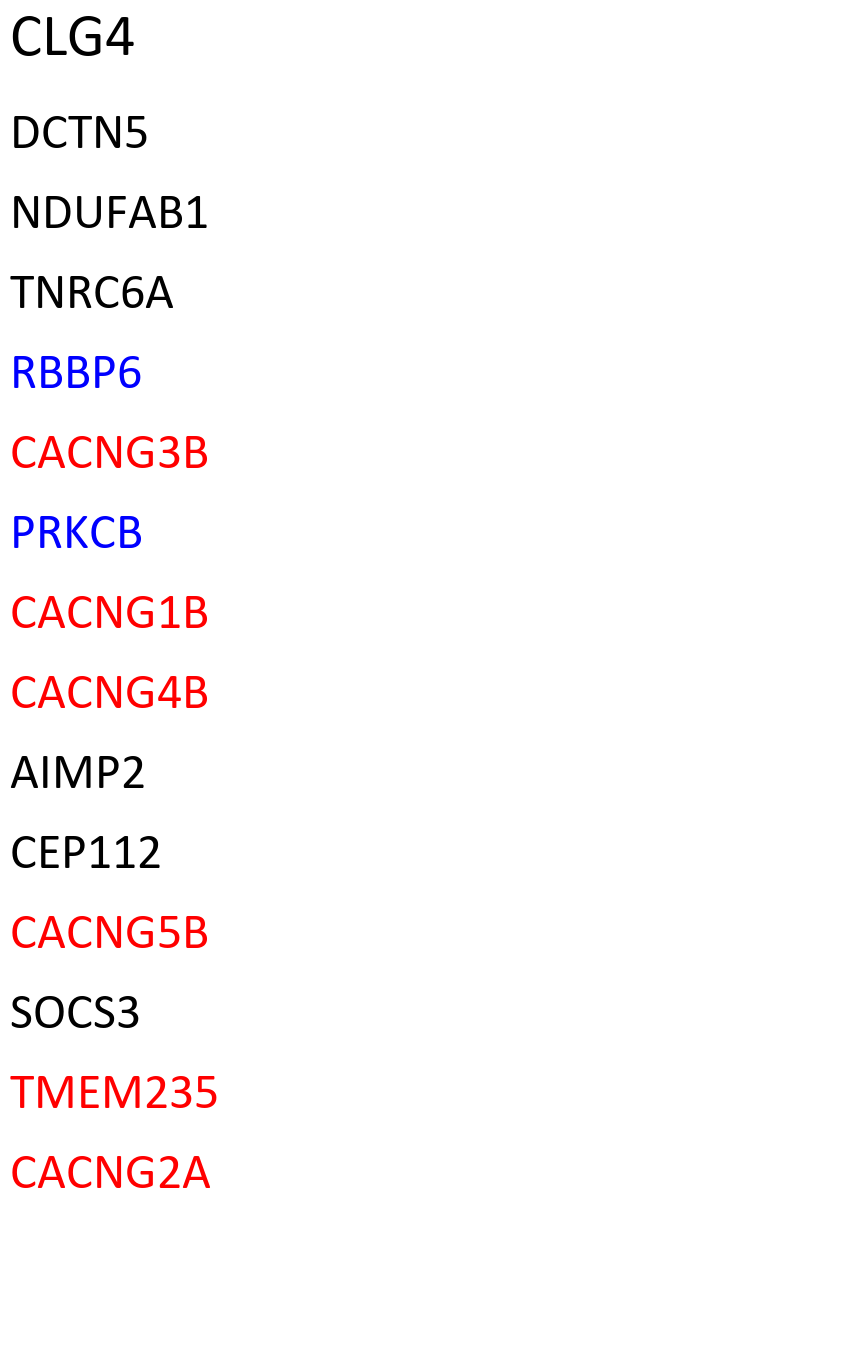 CLG4
DCTN5
NDUFAB1
TNRC6A
RBBP6
CACNG3B
PRKCB
CACNG1B
CACNG4B
AIMP2
CEP112
CACNG5B
SOCS3
TMEM235
CACNG2A